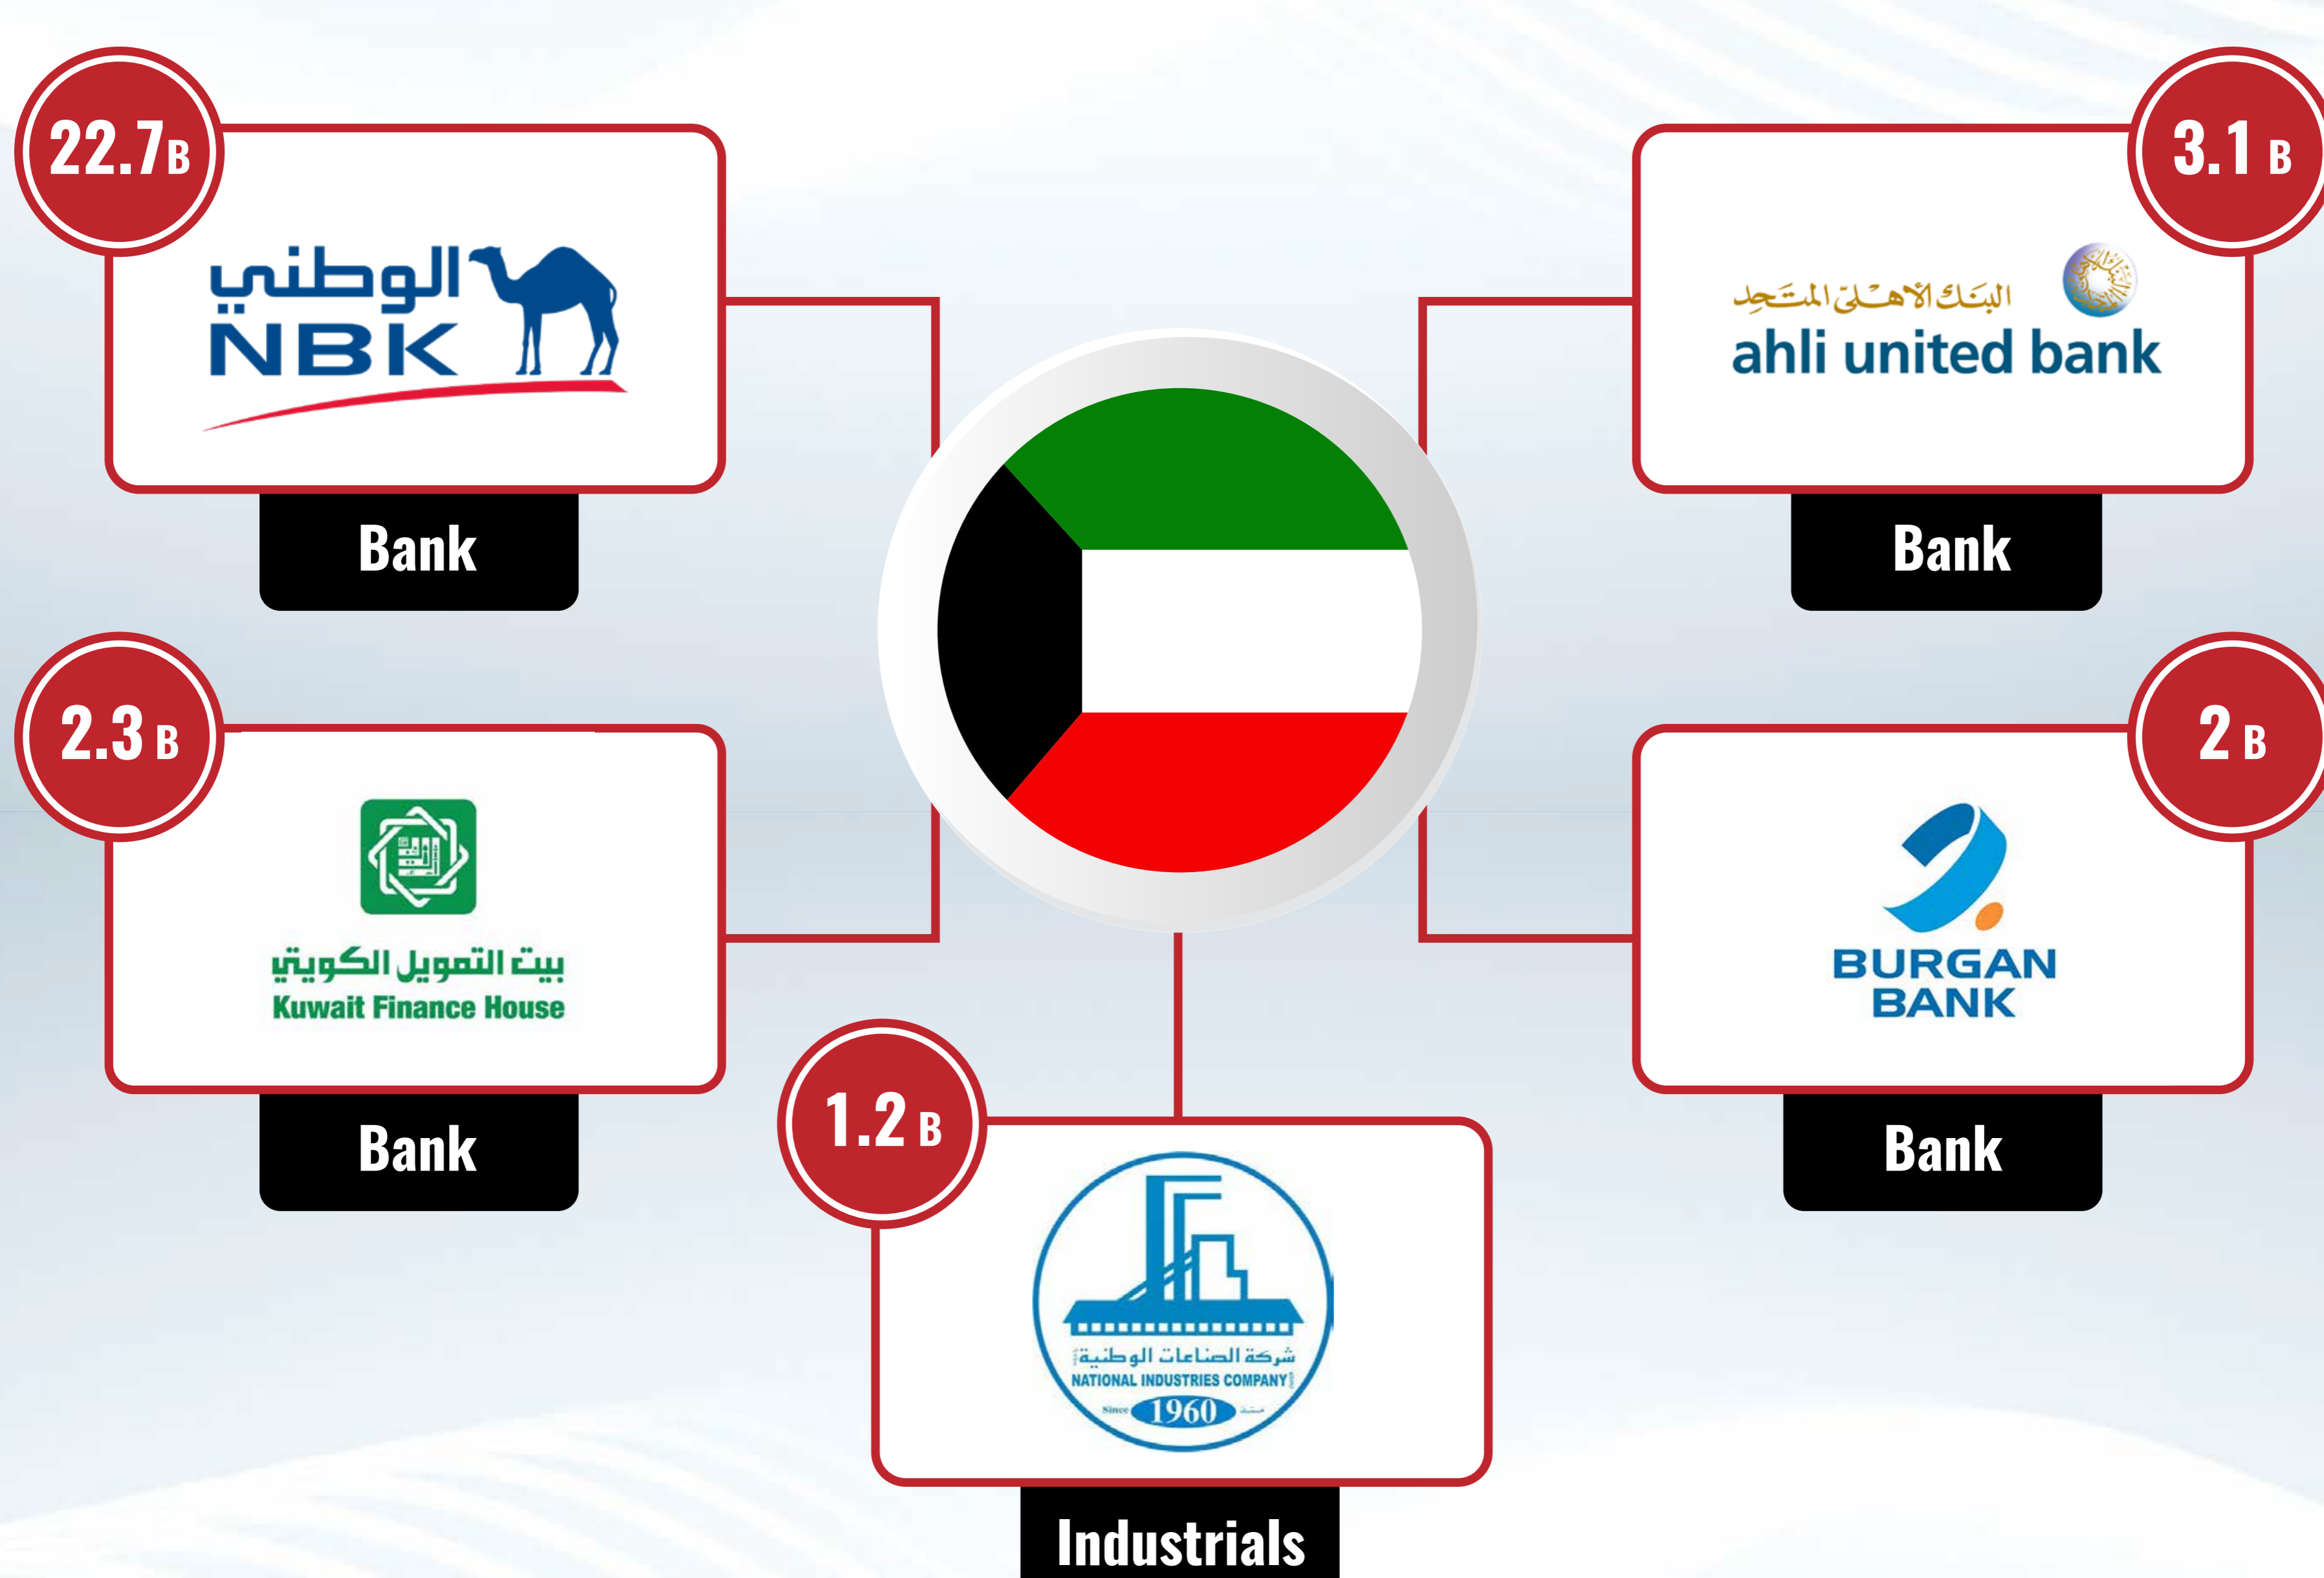 22.7B
الوطني
NBK
Bank
3.1 B
البنك الأهلي المتحد
ahli united bank
Bank
2.3 B
بيت التمويل الكويتي
Kuwait Finance House
Bank
2 B
BURGAN
BANK
Bank
1.2 B
شركة الصناعات الوطنية
NATIONAL INDUSTRIES COMPANY
Since 1960 منذ
Industrials